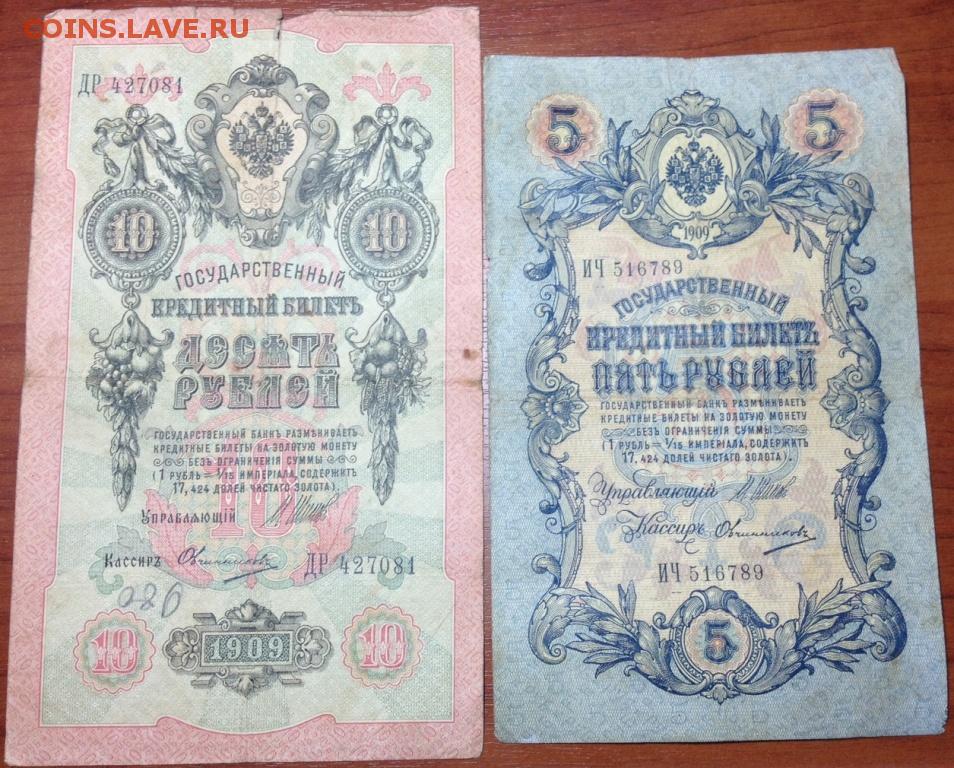 COINS.LAVE.RU
ДР 427081
10 10
ГОСУДАРСТВЕННЫЙ
КРЕДИТНЫЙ БИЛЕТЪ
ДЕСЯТЬ
РУБЛЕЙ
ГОСУДАРСТВЕННЫЙ БАНКЪ РАЗМѢНИВАЕТЪ
КРЕДИТНЫЕ БИЛЕТЫ НА ЗОЛОТУЮ МОНЕТУ
БЕЗЪ ОГРАНИЧЕНІЯ СУММЫ
(1 РУБЛЬ = 1/15 ИМПЕРІАЛА, СОДЕРЖИТЪ
17,424 ДОЛЕЙ ЧИСТАГО ЗОЛОТА).
10
УПРАВЛЯЮЩІЙ
КАССИРЪ Овчинниковъ ДР 427081
080
10 1909 10
5 5
1909
ИЧ 516789
ГОСУДАРСТВЕННЫЙ
КРЕДИТНЫЙ БИЛЕТЪ
ПЯТЬ РУБЛЕЙ
ГОСУДАРСТВЕННЫЙ БАНКЪ РАЗМѢНИВАЕТЪ
КРЕДИТНЫЕ БИЛЕТЫ НА ЗОЛОТУЮ МОНЕТУ
БЕЗЪ ОГРАНИЧЕНІЯ СУММЫ
(1 РУБЛЬ = 1/15 ИМПЕРІАЛА, СОДЕРЖИТЪ
17,424 ДОЛЕЙ ЧИСТАГО ЗОЛОТА).
Управляющій
Кассиръ Овчинниковъ
ИЧ 516789
5